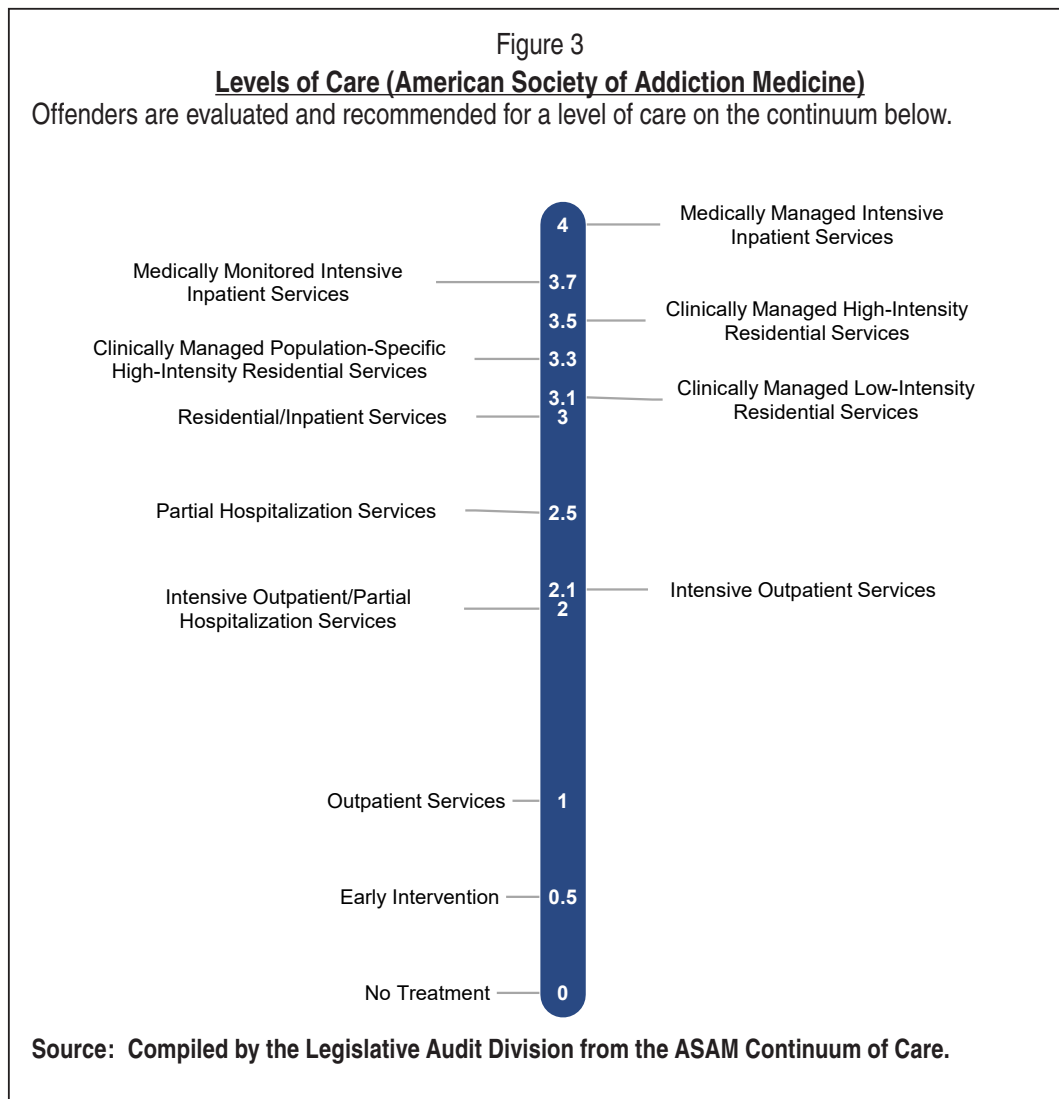 Figure 3
Levels of Care (American Society of Addiction Medicine)
Offenders are evaluated and recommended for a level of care on the continuum below.
4
Medically Managed Intensive
Inpatient Services
Medically Monitored Intensive
Inpatient Services
3.7
3.5
Clinically Managed High-Intensity
Residential Services
Clinically Managed Population-Specific
High-Intensity Residential Services
3.3
3.1
Clinically Managed Low-Intensity
Residential Services
Residential/Inpatient Services
3
Partial Hospitalization Services
2.5
2.1
Intensive Outpatient Services
Intensive Outpatient/Partial
Hospitalization Services
2
Outpatient Services
1
Early Intervention
0.5
No Treatment
0
Source: Compiled by the Legislative Audit Division from the ASAM Continuum of Care.